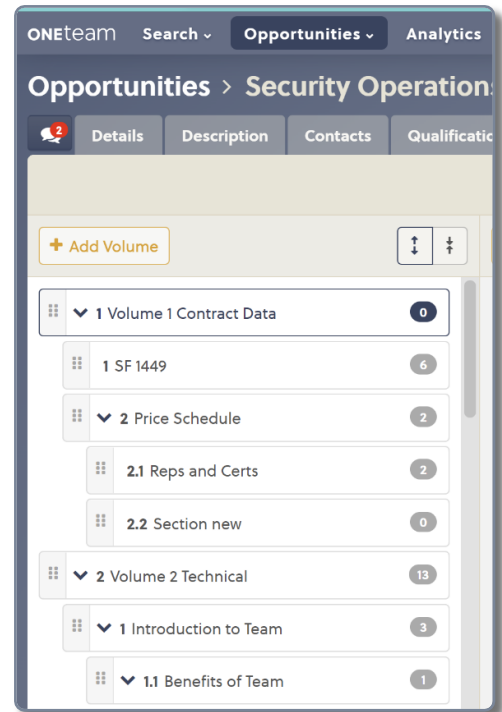 ONEteam Search Opportunities Analytics
Opportunities > Security Operations
2 Details Description Contacts
+ Add Volume
1 Volume 1 Contract Data 0
1 SF 1449 6
2 Price Schedule 2
2.1 Reps and Certs 2
2.2 Section new 0
2 Volume 2 Technical 13
1 Introduction to Team 3
1.1 Benefits of Team 1